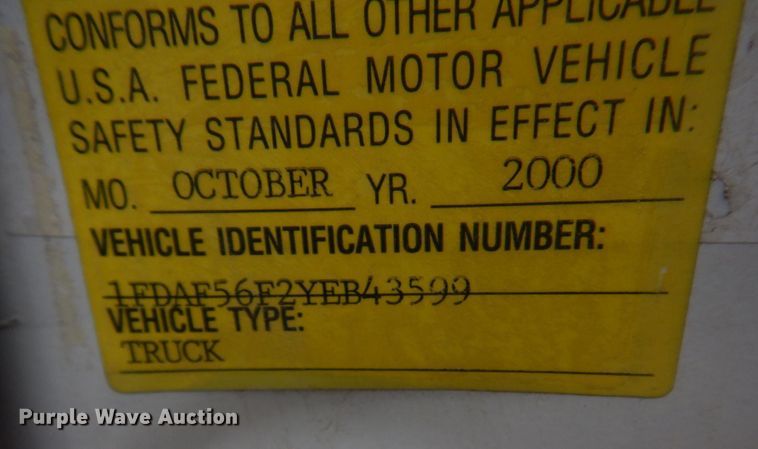 CONFORMS TO ALL OTHER APPLICABLE
U.S.A. FEDERAL MOTOR VEHICLE
SAFETY STANDARDS IN EFFECT IN:
MO. OCTOBER YR. 2000
VEHICLE IDENTIFICATION NUMBER:
1FDAF56F2YEB43599
VEHICLE TYPE:
TRUCK
Purple Wave Auction